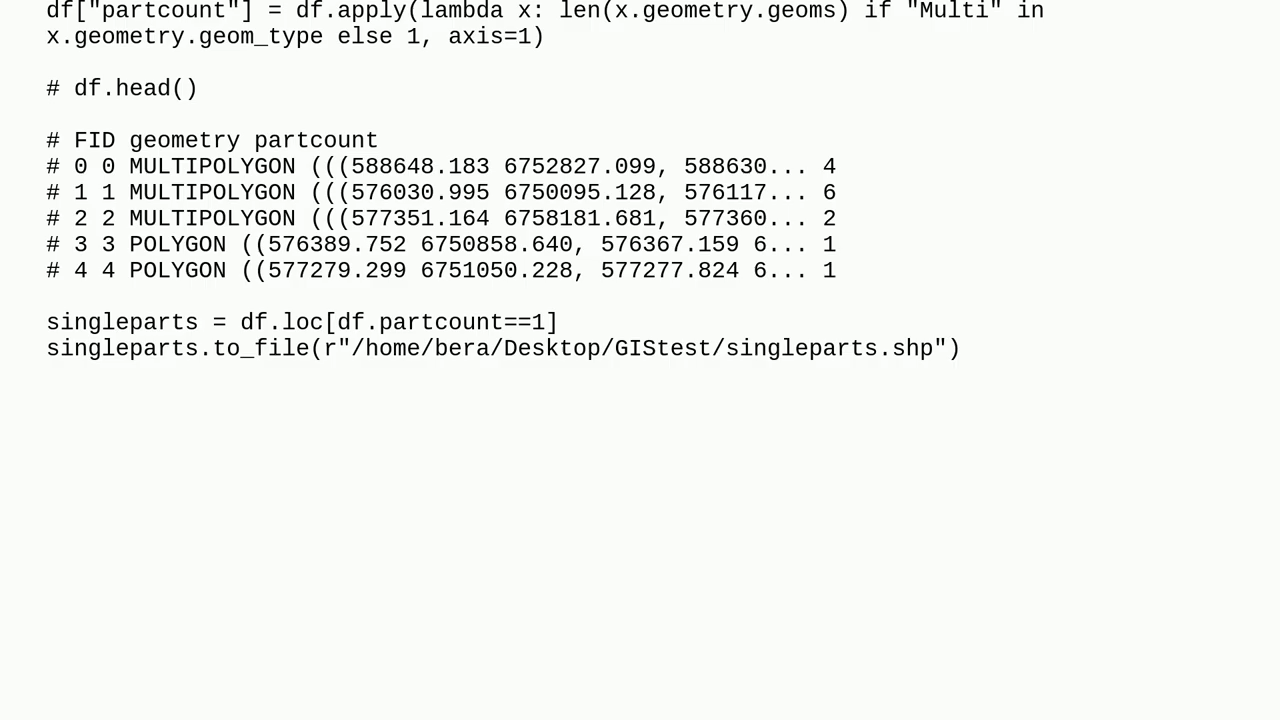 df["partcount"] = df.apply(lambda x: len(x.geometry.geoms) if "Multi" in
x.geometry.geom_type else 1, axis=1)
# df.head()
# FID geometry partcount
# 0 0 MULTIPOLYGON (((588648.183 6752827.099, 588630... 4
# 1 1 MULTIPOLYGON (((576030.995 6750095.128, 576117... 6
# 2 2 MULTIPOLYGON (((577351.164 6758181.681, 577360... 2
# 3 3 POLYGON ((576389.752 6750858.640, 576367.159 6... 1
# 4 4 POLYGON ((577279.299 6751050.228, 577277.824 6... 1
singleparts = df.loc[df.partcount==1]
singleparts.to_file(r"/home/bera/Desktop/GIStest/singleparts.shp")